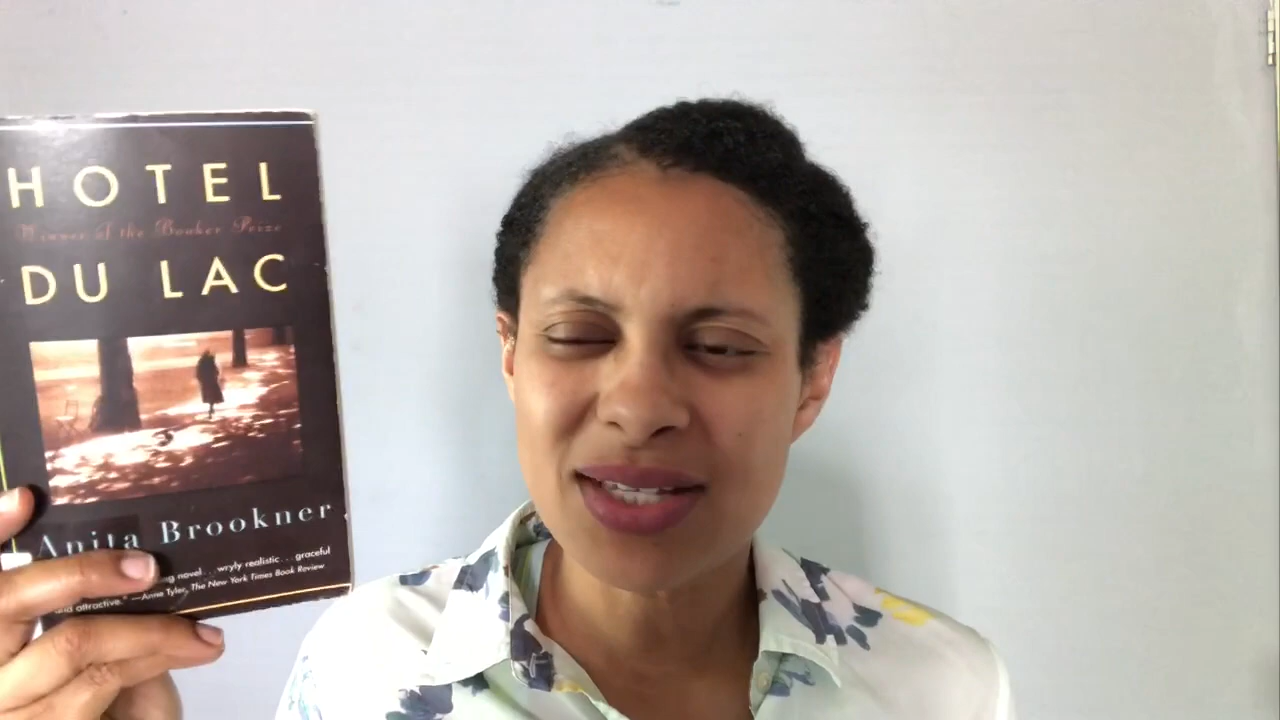 HOTEL
Winner of the Booker Prize
DU LAC
Anita Brookner
novel...wryly realistic...graceful
and attractive." —Anne Tyler, The New York Times Book Review